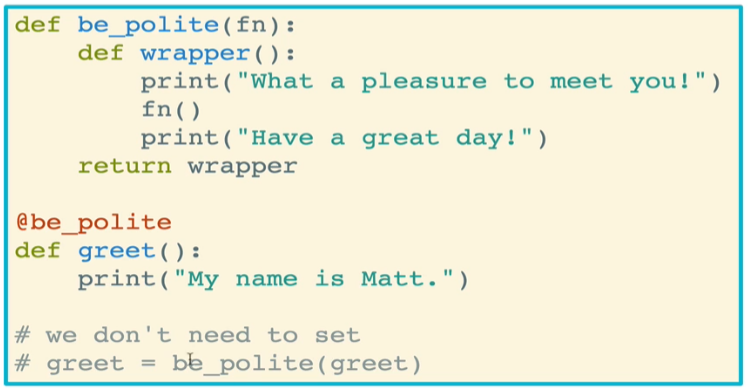 def be_polite(fn):
    def wrapper():
        print("What a pleasure to meet you!")
        fn()
        print("Have a great day!")
    return wrapper

@be_polite
def greet():
    print("My name is Matt.")

# we don't need to set
# greet = be_polite(greet)